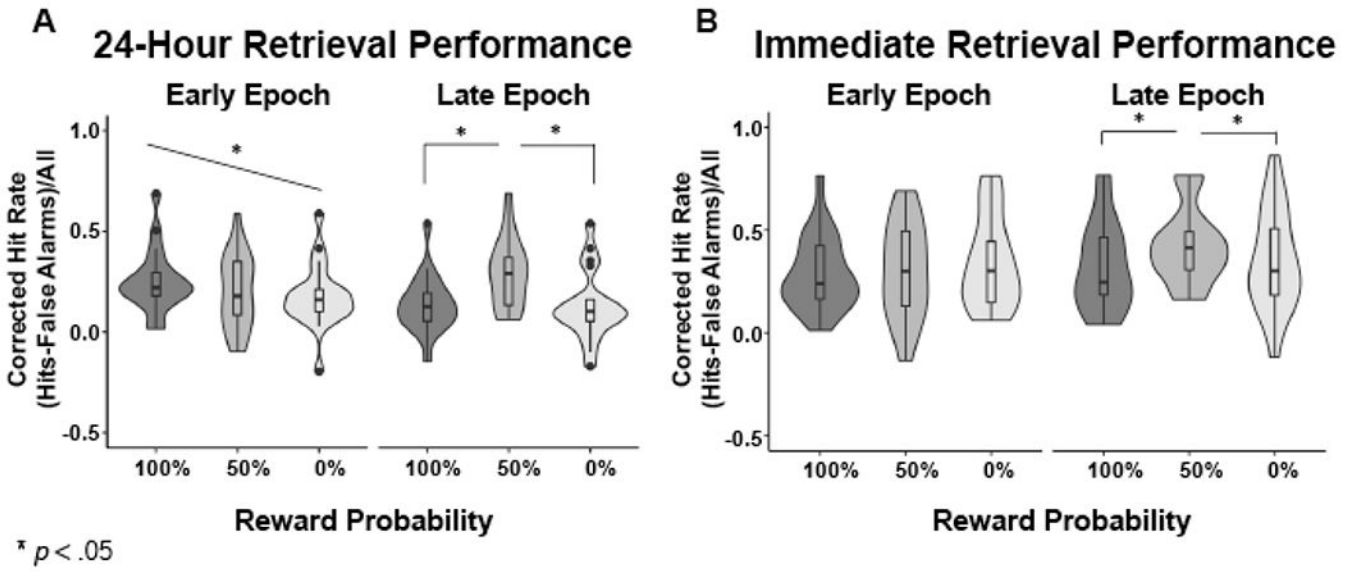 A
24-Hour Retrieval Performance
Early Epoch
Late Epoch
Corrected Hit Rate
(Hits-False Alarms)/All
1.0
0.5
0.0
-0.5
*
*
*
100%
50%
0%
100%
50%
0%
Reward Probability
* p < .05
B
Immediate Retrieval Performance
Early Epoch
Late Epoch
Corrected Hit Rate
(Hits-False Alarms)/All
1.0
0.5
0.0
-0.5
*
*
100%
50%
0%
100%
50%
0%
Reward Probability